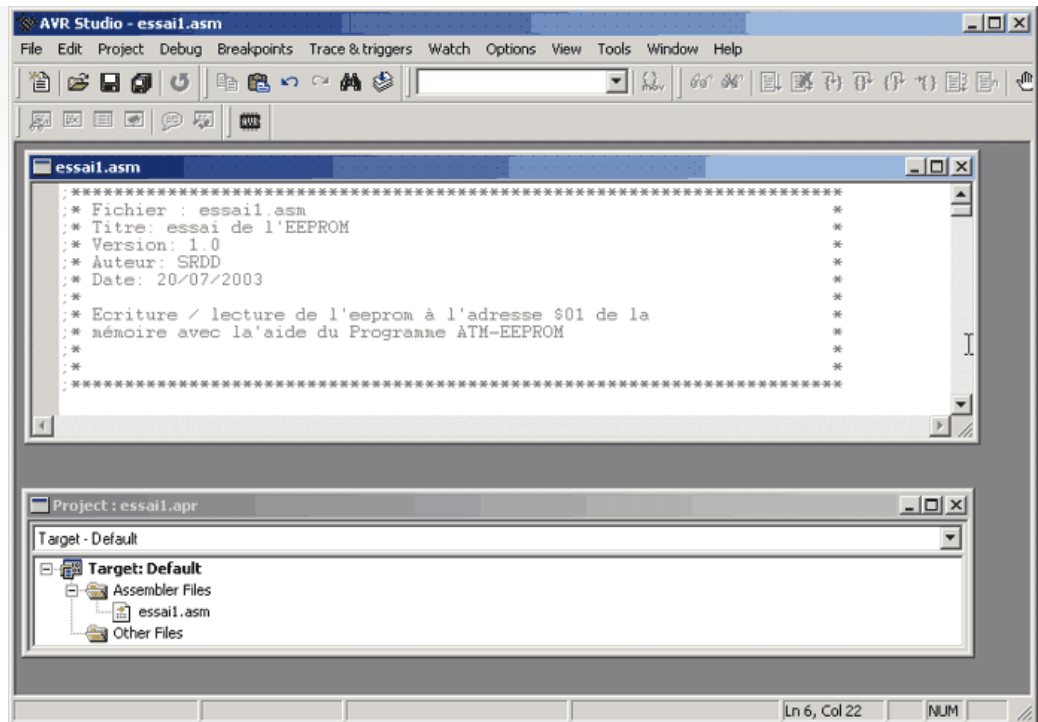 AVR Studio - essai1.asm
File Edit Project Debug Breakpoints Trace & triggers Watch Options View Tools Window Help
AVR
essai1.asm
;***********************************************************************
;* Fichier : essai1.asm *
;* Titre: essai de l'EEPROM *
;* Version: 1.0 *
;* Auteur: SRDD *
;* Date: 20/07/2003 *
;* *
;* Ecriture / lecture de l'eeprom à l'adresse $01 de la *
;* mémoire avec la'aide du Programme ATM-EEPROM *
;* *
;* *
;***********************************************************************
Project : essai1.apr
Target - Default
Target: Default
Assembler Files
essai1.asm
Other Files
Ln 6, Col 22 NUM